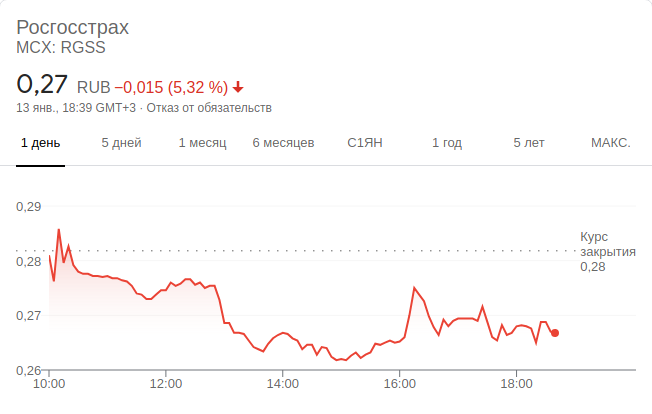 Росгосстрах
MCX: RGSS
0,27 RUB −0,015 (5,32 %)
13 янв., 18:39 GMT+3 · Отказ от обязательств
1 день 5 дней 1 месяц 6 месяцев С1ЯН 1 год 5 лет МАКС.
0,29
Курс
закрытия
0,28
0,28
0,27
0,26
10:00 12:00 14:00 16:00 18:00